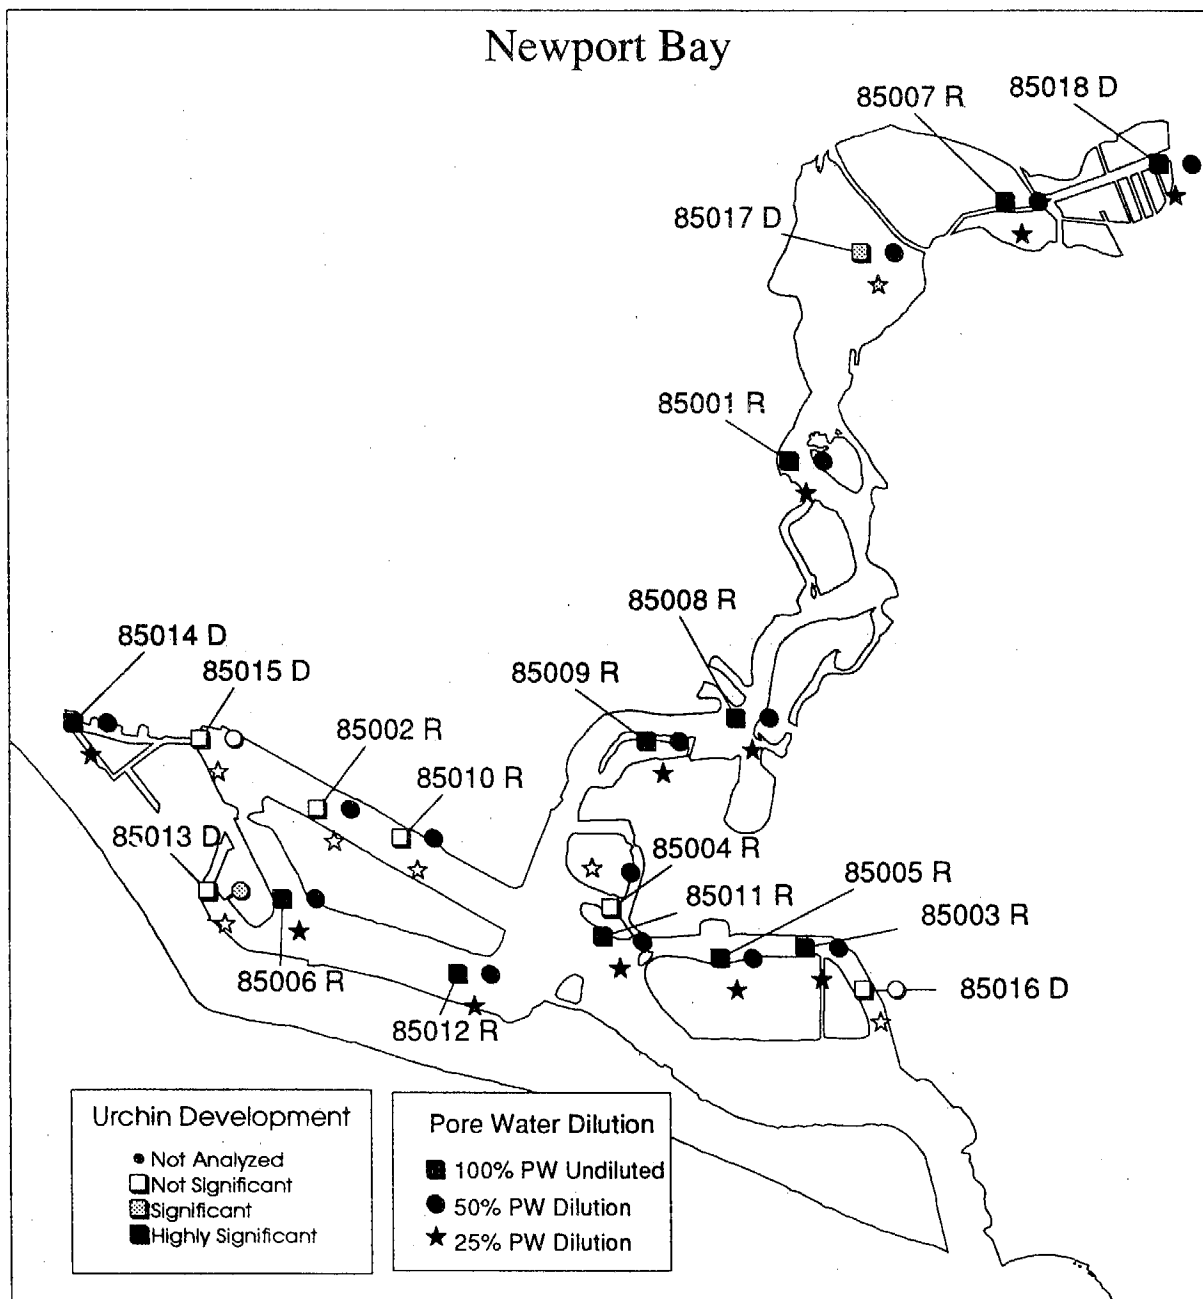 Newport Bay
85018 D
85007 R
85017 D
85001 R
85008 R
85014 D
85015 D
85009 R
85002 R
85010 R
85013 D
85004 R
85005 R
85011 R
85003 R
85006 R
85016 D
85012 R
Urchin Development
Not Analyzed
Not Significant
Significant
Highly Significant
Pore Water Dilution
100% PW Undiluted
50% PW Dilution
25% PW Dilution